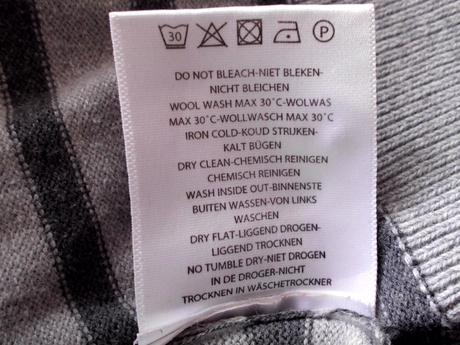 30 P
DO NOT BLEACH-NIET BLEKEN-
NICHT BLEICHEN
WOOL WASH MAX 30°C-WOLWAS
MAX 30°C-WOLLWASCH MAX 30°C
IRON COLD-KOUD STRIJKEN-
KALT BÜGEN
DRY CLEAN-CHEMISCH REINIGEN
CHEMISCH REINIGEN
WASH INSIDE OUT-BINNENSTE
BUITEN WASSEN-VON LINKS
WASCHEN
DRY FLAT-LIGGEND DROGEN-
LIGGEND TROCKNEN
NO TUMBLE DRY-NIET DROGEN
IN DE DROGER-NICHT
TROCKNEN IN WÄSCHETROCKNER